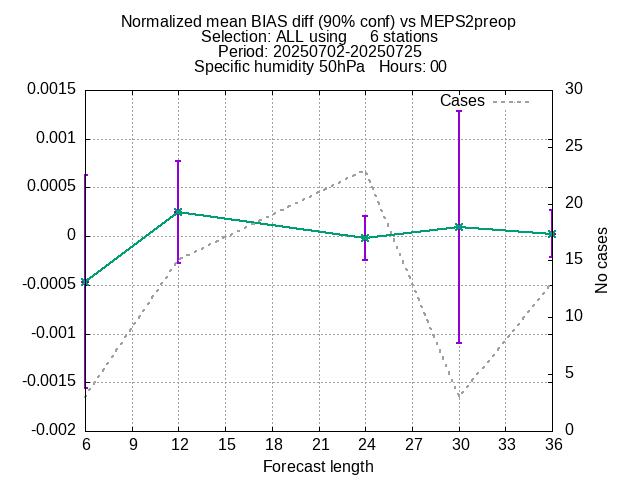 Normalized mean BIAS diff (90% conf) vs MEPS2preop
Selection: ALL using     6 stations
Period: 20250702-20250725
Specific humidity 50hPa   Hours: 00
Cases
0.0015
0.001
0.0005
0
-0.0005
-0.001
-0.0015
-0.002
30
25
20
15
10
5
0
No cases
6 9 12 15 18 21 24 27 30 33 36
Forecast length